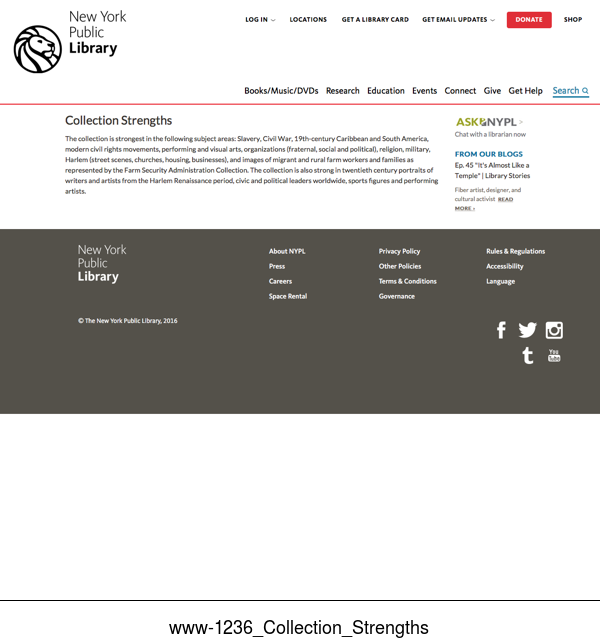 New York
Public
Library
LOG IN
LOCATIONS
GET A LIBRARY CARD
GET EMAIL UPDATES
DONATE
SHOP
Books/Music/DVDs Research Education Events Connect Give Get Help Search
Collection Strengths
The collection is strongest in the following subject areas: Slavery, Civil War, 19th-century Caribbean and South America,
modern civil rights movements, performing and visual arts, organizations (fraternal, social and political), religion, military,
Harlem (street scenes, churches, housing, businesses), and images of migrant and rural farm workers and families as
represented by the Farm Security Administration Collection. The collection is also strong in twentieth century portraits of
writers and artists from the Harlem Renaissance period, civic and political leaders worldwide, sports figures and performing
artists.
ASK NYPL >
Chat with a librarian now
FROM OUR BLOGS
Ep. 45 "It's Almost Like a
Temple" | Library Stories
Fiber artist, designer, and
cultural activist READ
MORE ›
New York
Public
Library
About NYPL
Press
Careers
Space Rental
Privacy Policy
Other Policies
Terms & Conditions
Governance
Rules & Regulations
Accessibility
Language
© The New York Public Library, 2016
You
Tube
www-1236_Collection_Strengths